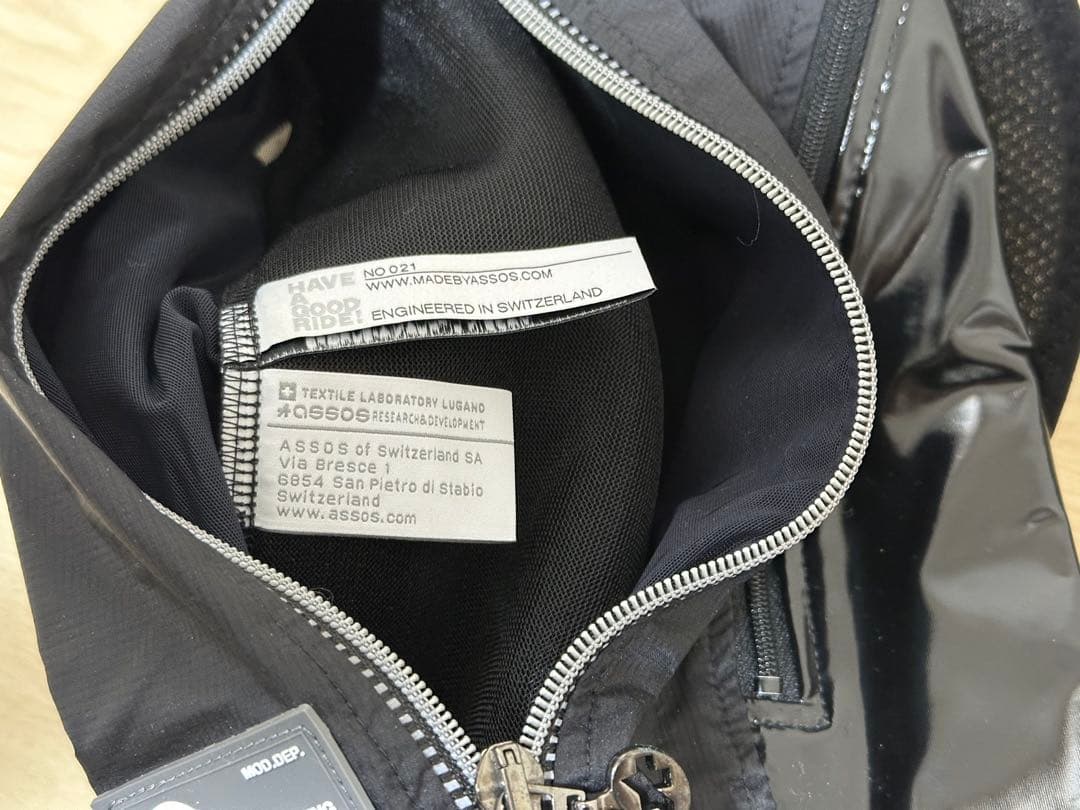 HAVE
A
GOOD
RIDE!
NO 021
WWW.MADEBYASSOS.COM
ENGINEERED IN SWITZERLAND
TEXTILE LABORATORY LUGANO
assos RESEARCH&DEVELOPMENT
ASSOS of Switzerland SA
Via Bresce 1
6854 San Pietro di Stabio
Switzerland
www.assos.com
MOD.DEP.